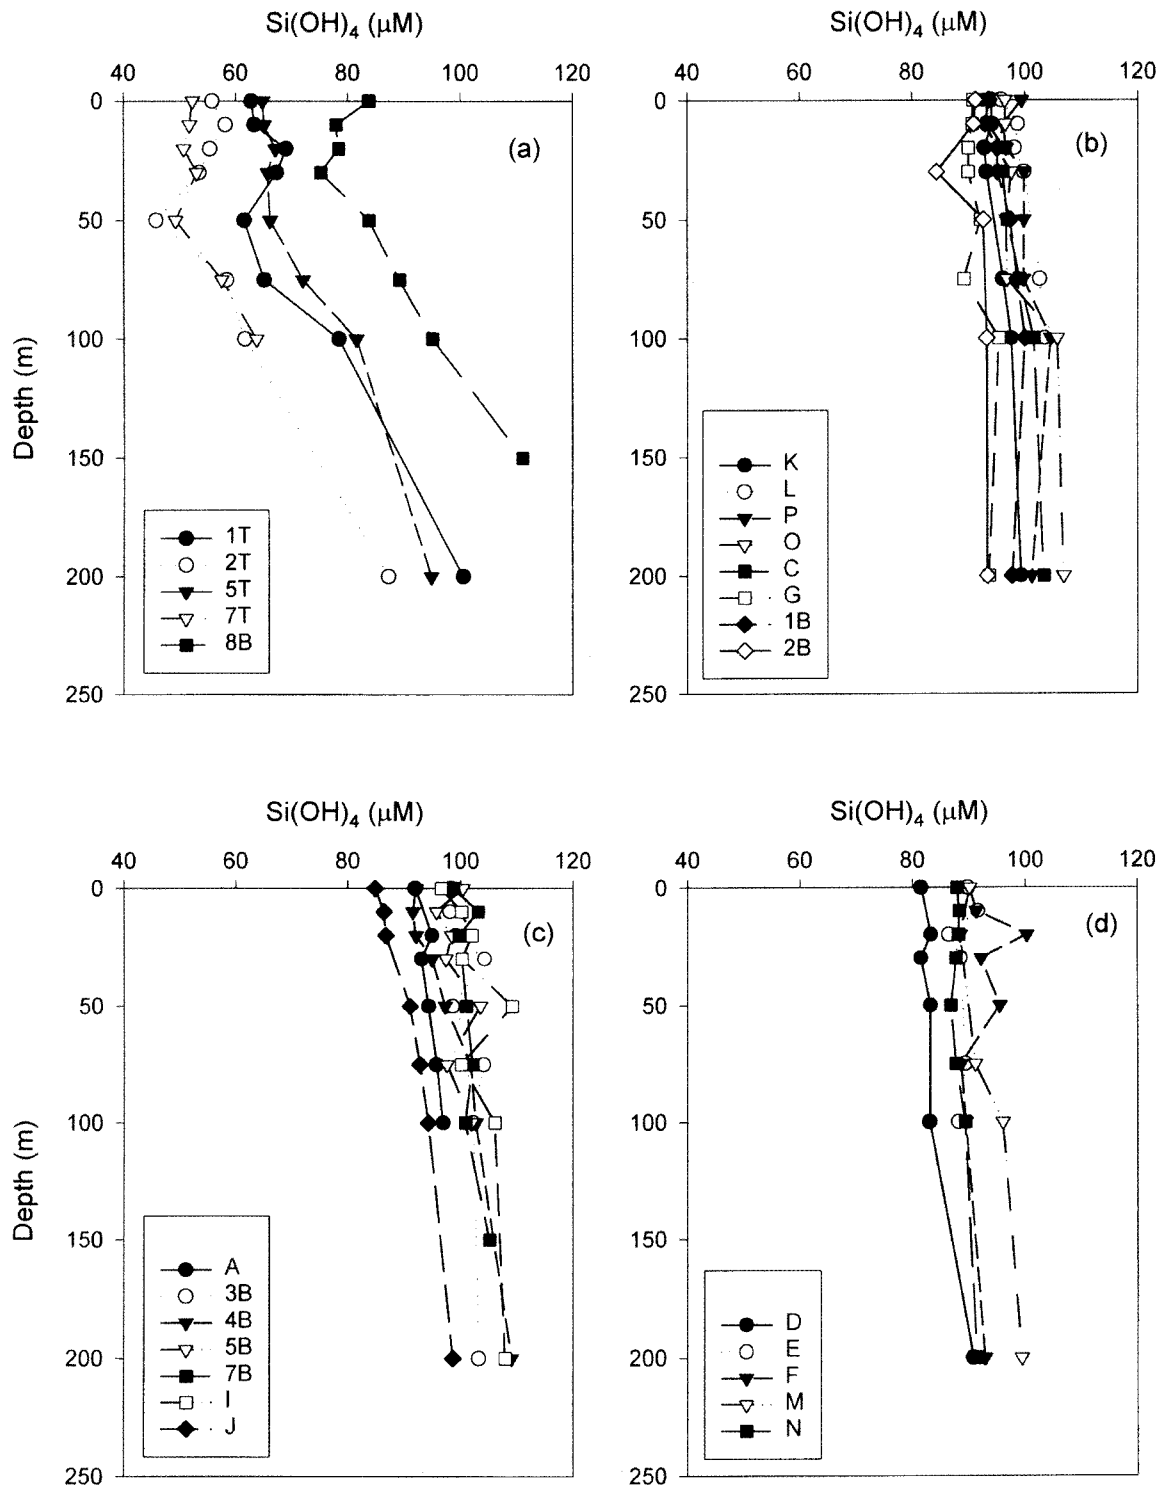 Si(OH)4 (μM)
40 60 80 100 120
0
50
100
150
200
250
Depth (m)
(a)
1T
2T
5T
7T
8B
Si(OH)4 (μM)
40 60 80 100 120
0
50
100
150
200
250
(b)
K
L
P
O
C
G
1B
2B
Si(OH)4 (μM)
40 60 80 100 120
0
50
100
150
200
250
Depth (m)
(c)
A
3B
4B
5B
7B
I
J
Si(OH)4 (μM)
40 60 80 100 120
0
50
100
150
200
250
(d)
D
E
F
M
N